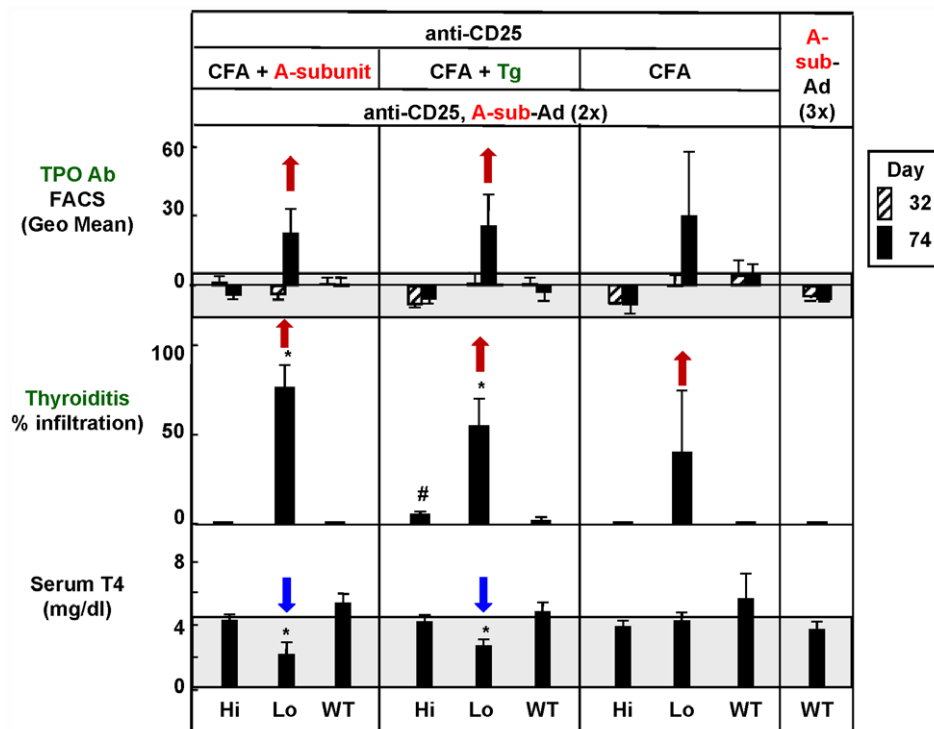 anti-CD25
A-
sub-
Ad
(3x)
CFA + A-subunit
CFA + Tg
CFA
anti-CD25, A-sub-Ad (2x)
TPO Ab
FACS
(Geo Mean)
60
30
0
Day
32
74
Thyroiditis
% infiltration)
100
50
0
*
#
*
Serum T4
(mg/dl)
8
4
0
*
*
Hi Lo WT Hi Lo WT Hi Lo WT WT